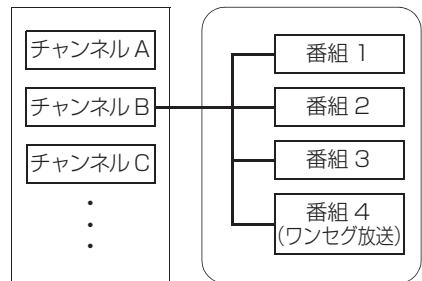 チャンネル A
チャンネル B
チャンネル C
・
・
・
番組 1
番組 2
番組 3
番組 4
(ワンセグ放送)